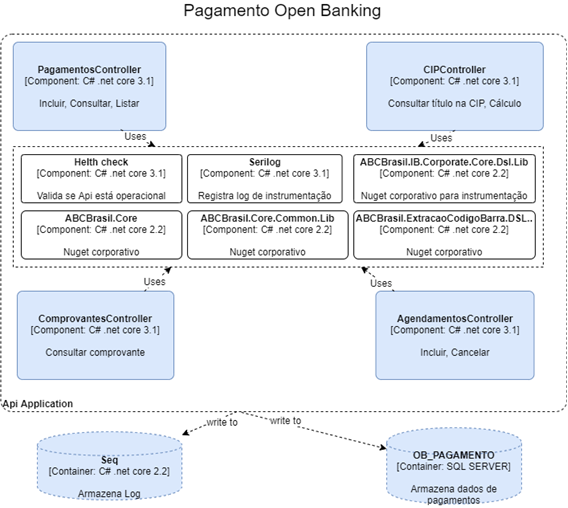 Pagamento Open Banking
PagamentosController
[Component: C# .net core 3.1]
Incluir, Consultar, Listar
CIPController
[Component: C# .net core 3.1]
Consultar título na CIP, Cálculo
Uses
Uses
Helth check
[Component: C# .net core 3.1]
Valida se Api está operacional
Serilog
[Component: C# .net core 3.1]
Registra log de instrumentação
ABCBrasil.IB.Corporate.Core.Dsl.Lib
[Component: C# .net core 2.2]
Nuget corporativo para instrumentação
ABCBrasil.Core
[Component: C# .net core 2.2]
Nuget corporativo
ABCBrasil.Core.Common.Lib
[Component: C# .net core 2.2]
Nuget corporativo
ABCBrasil.ExtracaoCodigoBarra.DSL..
[Component: C# .net core 2.2]
Nuget corporativo
Uses
Uses
ComprovantesController
[Component: C# .net core 3.1]
Consultar comprovante
AgendamentosController
[Component: C# .net core 3.1]
Incluir, Cancelar
Api Application
write to
write to
Seq
[Container: C# .net core 2.2]
Armazena Log
OB_PAGAMENTO
[Container: SQL SERVER]
Armazena dados de
pagamentos